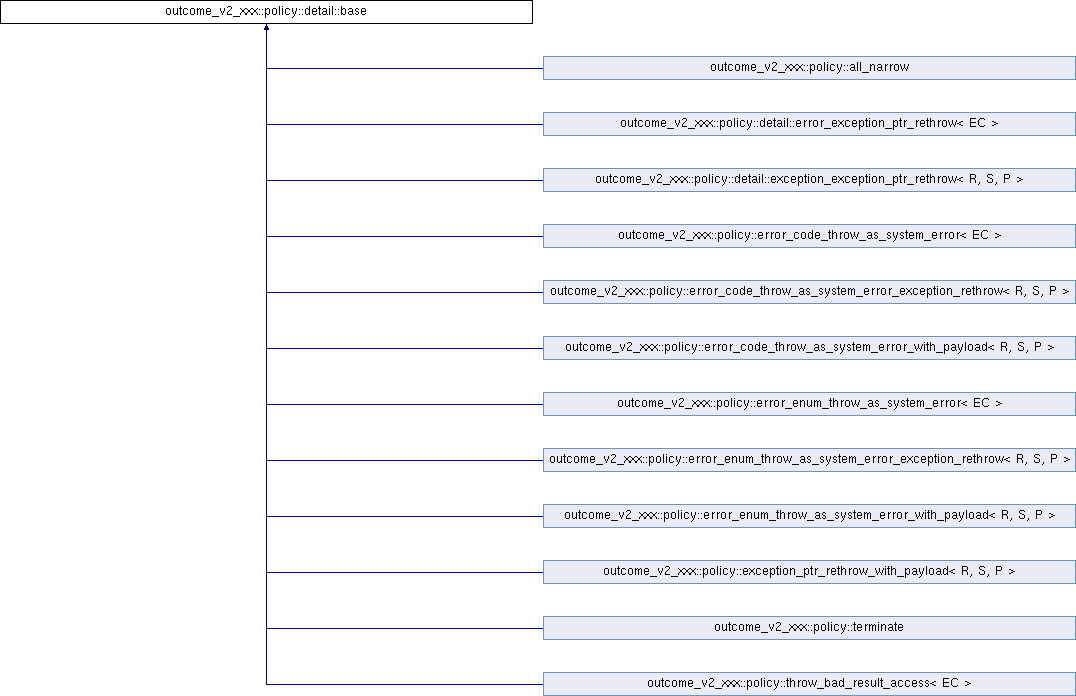 outcome_v2_xxx::policy::detail::base
outcome_v2_xxx::policy::all_narrow
outcome_v2_xxx::policy::detail::error_exception_ptr_rethrow< EC >
outcome_v2_xxx::policy::detail::exception_exception_ptr_rethrow< R, S, P >
outcome_v2_xxx::policy::error_code_throw_as_system_error< EC >
outcome_v2_xxx::policy::error_code_throw_as_system_error_exception_rethrow< R, S, P >
outcome_v2_xxx::policy::error_code_throw_as_system_error_with_payload< R, S, P >
outcome_v2_xxx::policy::error_enum_throw_as_system_error< EC >
outcome_v2_xxx::policy::error_enum_throw_as_system_error_exception_rethrow< R, S, P >
outcome_v2_xxx::policy::error_enum_throw_as_system_error_with_payload< R, S, P >
outcome_v2_xxx::policy::exception_ptr_rethrow_with_payload< R, S, P >
outcome_v2_xxx::policy::terminate
outcome_v2_xxx::policy::throw_bad_result_access< EC >